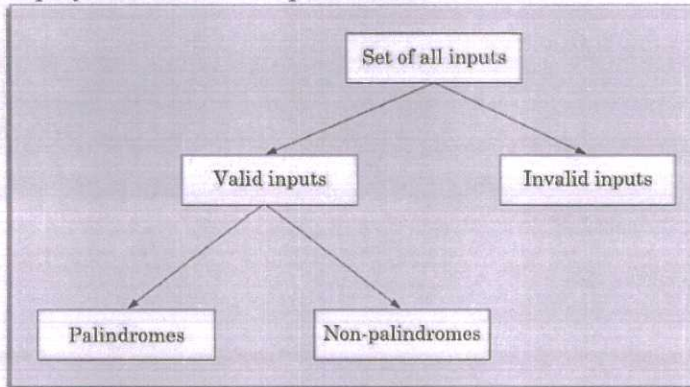 Set of all inputs
Valid inputs
Invalid inputs
Palindromes
Non-palindromes